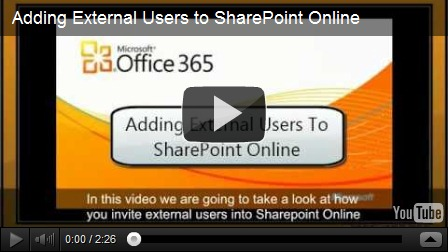 Adding External Users to SharePoint Online
Microsoft®
Office 365
Adding External Users To
SharePoint Online
In this video we are going to take a look at how
you invite external users into Sharepoint Online
Microsoft
YouTube
0:00 / 2:26